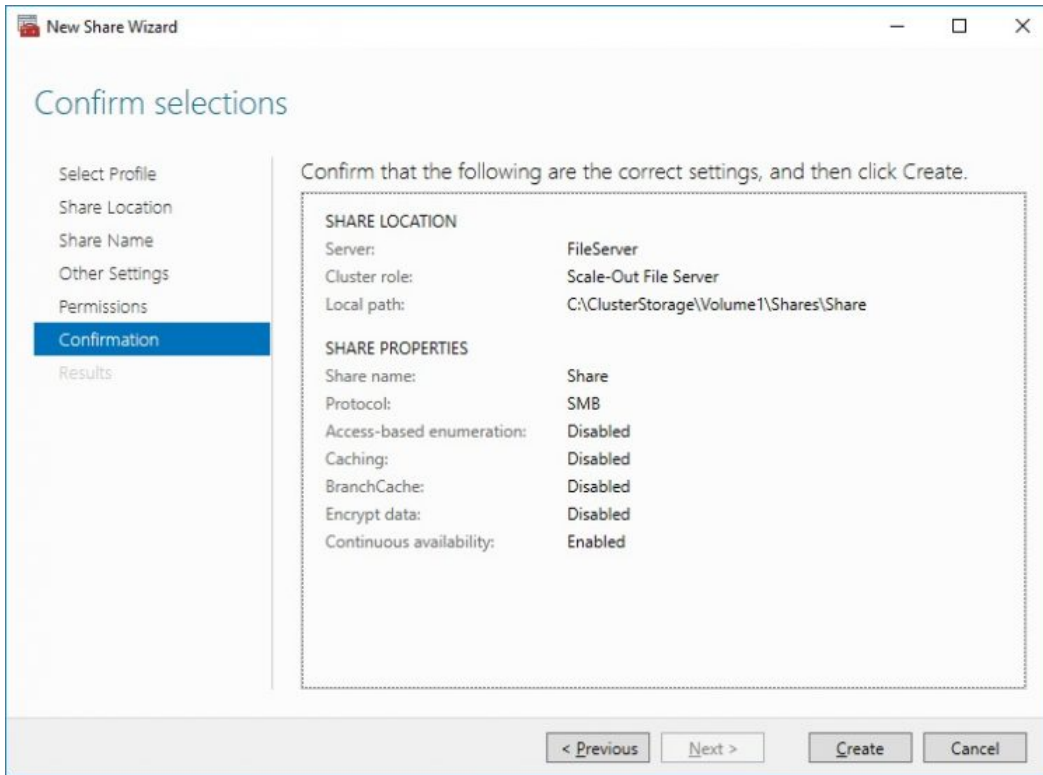 New Share Wizard
Confirm selections
Select Profile
Share Location
Share Name
Other Settings
Permissions
Confirmation
Results
Confirm that the following are the correct settings, and then click Create.
SHARE LOCATION
Server: FileServer
Cluster role: Scale-Out File Server
Local path: C:\ClusterStorage\Volume1\Shares\Share
SHARE PROPERTIES
Share name: Share
Protocol: SMB
Access-based enumeration: Disabled
Caching: Disabled
BranchCache: Disabled
Encrypt data: Disabled
Continuous availability: Enabled
< Previous Next > Create Cancel